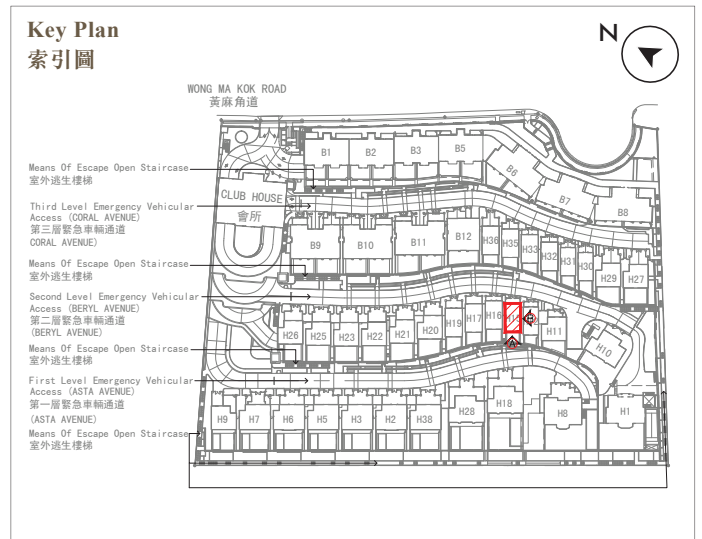 Key Plan
索引圖
N
WONG MA KOK ROAD
黃麻角道
B1
B2
B3
B5
B6
B7
B8
Means Of Escape Open Staircase
室外逃生樓梯
CLUB HOUSE
會所
Third Level Emergency Vehicular
Access (CORAL AVENUE)
第三層緊急車輛通道
CORAL AVENUE)
B9
B10
B11
B12
H36
H35
H33
H32
H31
H30
H29
H27
Means Of Escape Open Staircase
室外逃生樓梯
Second Level Emergency Vehicular
Access (BERYL AVENUE)
第二層緊急車輛通道
(BERYL AVENUE)
H26
H25
H23
H22
H21
H20
H19
H17
H16
B
H11
H10
A
Means Of Escape Open Staircase
室外逃生樓梯
First Level Emergency Vehicular
Access (ASTA AVENUE)
第一層緊急車輛通道
(ASTA AVENUE)
H9
H7
H6
H5
H3
H2
H38
H28
H18
H8
H1
Means Of Escape Open Staircase
室外逃生樓梯